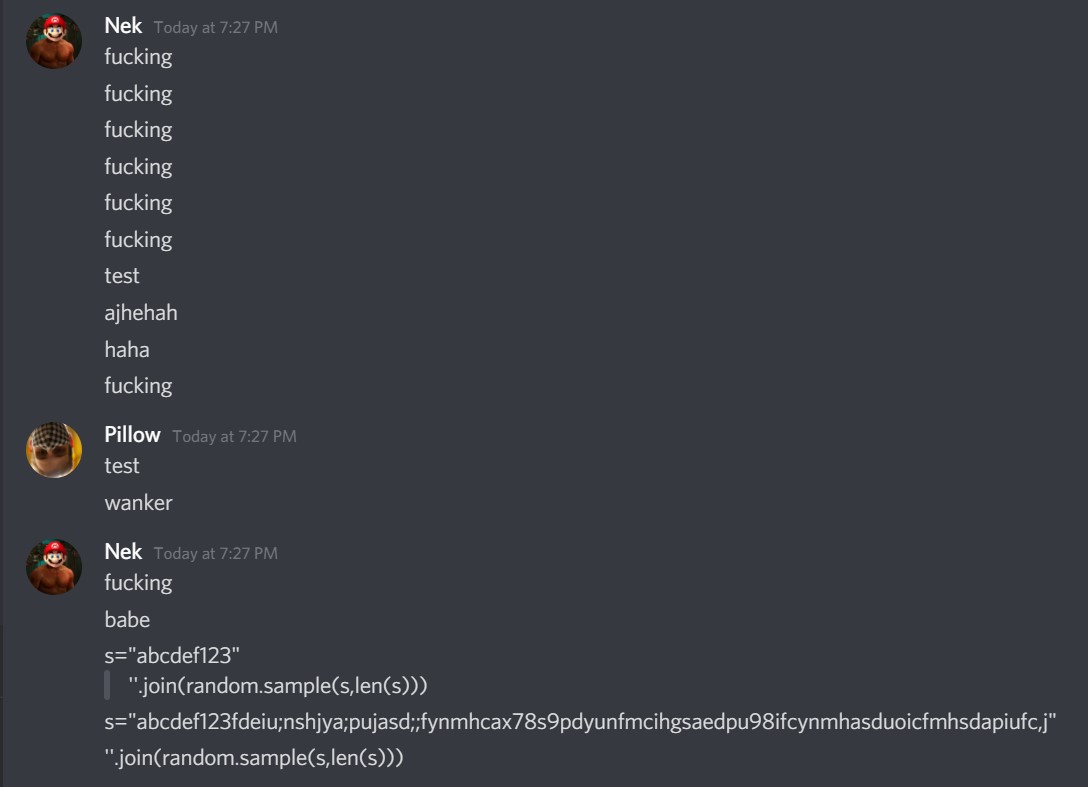 Nek Today at 7:27 PM
fucking
fucking
fucking
fucking
fucking
fucking
test
ajhehah
haha
fucking
Pillow Today at 7:27 PM
test
wanker
Nek Today at 7:27 PM
fucking
babe
s="abcdef123"
''.join(random.sample(s,len(s)))
s="abcdef123fdeiu;nshjya;pujasd;;fynmhcax78s9pdyunfmcihgsaedpu98ifcynmhasduoicfmhsdapiufc,j"
''.join(random.sample(s,len(s)))